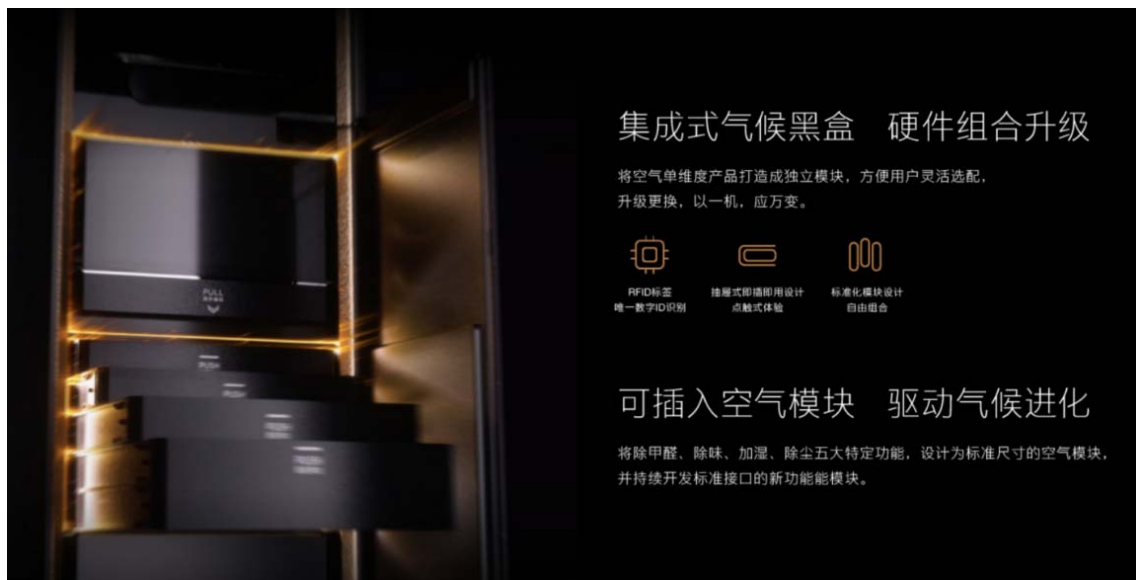 集成式气候黑盒 硬件组合升级
将空气单维度产品打造成独立模块，方便用户灵活选配，
升级更换，以一机，应万变。
RFID标签
唯一数字ID识别
抽屉式即插即用设计
点触式体验
标准化模块设计
自由组合
PULL
PUSH
PUSH
可插入空气模块 驱动气候进化
将除甲醛、除味、加湿、除尘五大特定功能，设计为标准尺寸的空气模块，
并持续开发标准接口的新功能能模块。